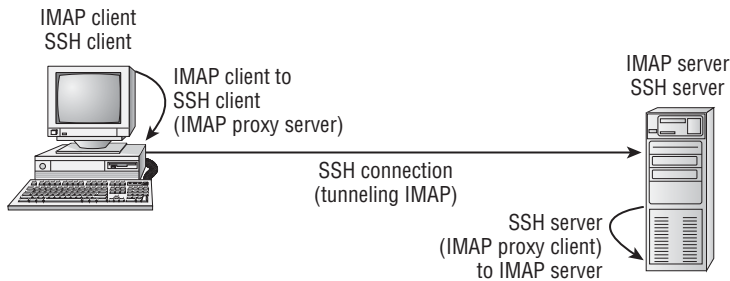 IMAP client
SSH client
IMAP client to
SSH client
(IMAP proxy server)
IMAP server
SSH server
SSH connection
(tunneling IMAP)
SSH server
(IMAP proxy client)
to IMAP server